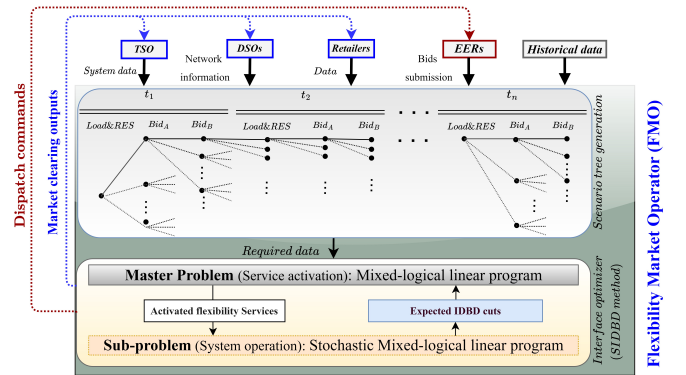 TSO
DSOs
Retailers
EERs
Historical data
System data
Network
information
Data
Bids
submission
t1
t2
tn
Load&RES
BidA
BidB
Load&RES
BidA
BidB
Load&RES
BidA
BidB
Scenario tree generation
Required data
Master Problem (Service activation): Mixed-logical linear program
Activated flexibility Services
Expected IDBD cuts
Sub-problem (System operation): Stochastic Mixed-logical linear program
Interface optimizer
(SIDBD method)
Dispatch commands
Market clearing outputs
Flexibility Market Operator (FMO)